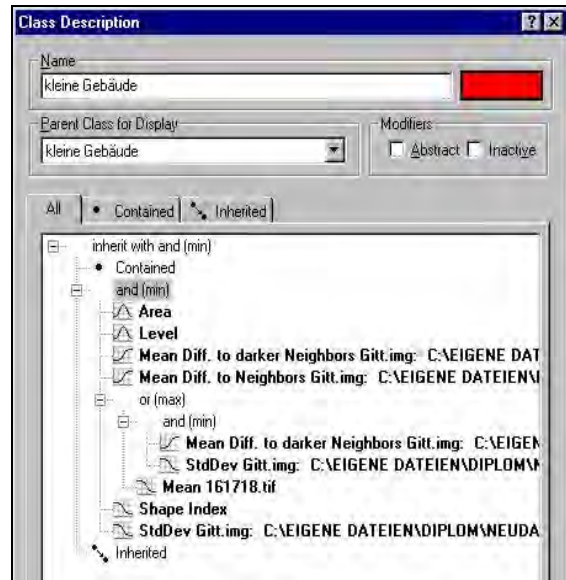 Class Description
Name
kleine Gebäude
Parent Class for Display
Modifiers
kleine Gebäude
Abstract
Inactive
All
Contained
Inherited
inherit with and (min)
Contained
and (min)
Area
Level
Mean Diff. to darker Neighbors Gitt.img: C:\EIGENE DAT
Mean Diff. to Neighbors Gitt.img: C:\EIGENE DATEIEN\
or (max)
and (min)
Mean Diff. to darker Neighbors Gitt.img: C:\EIGEN
StdDev Gitt.img: C:\EIGENE DATEIEN\DIPLOM\
Mean 161718.tif
Shape Index
StdDev Gitt.img: C:\EIGENE DATEIEN\DIPLOM\NEUDA
Inherited